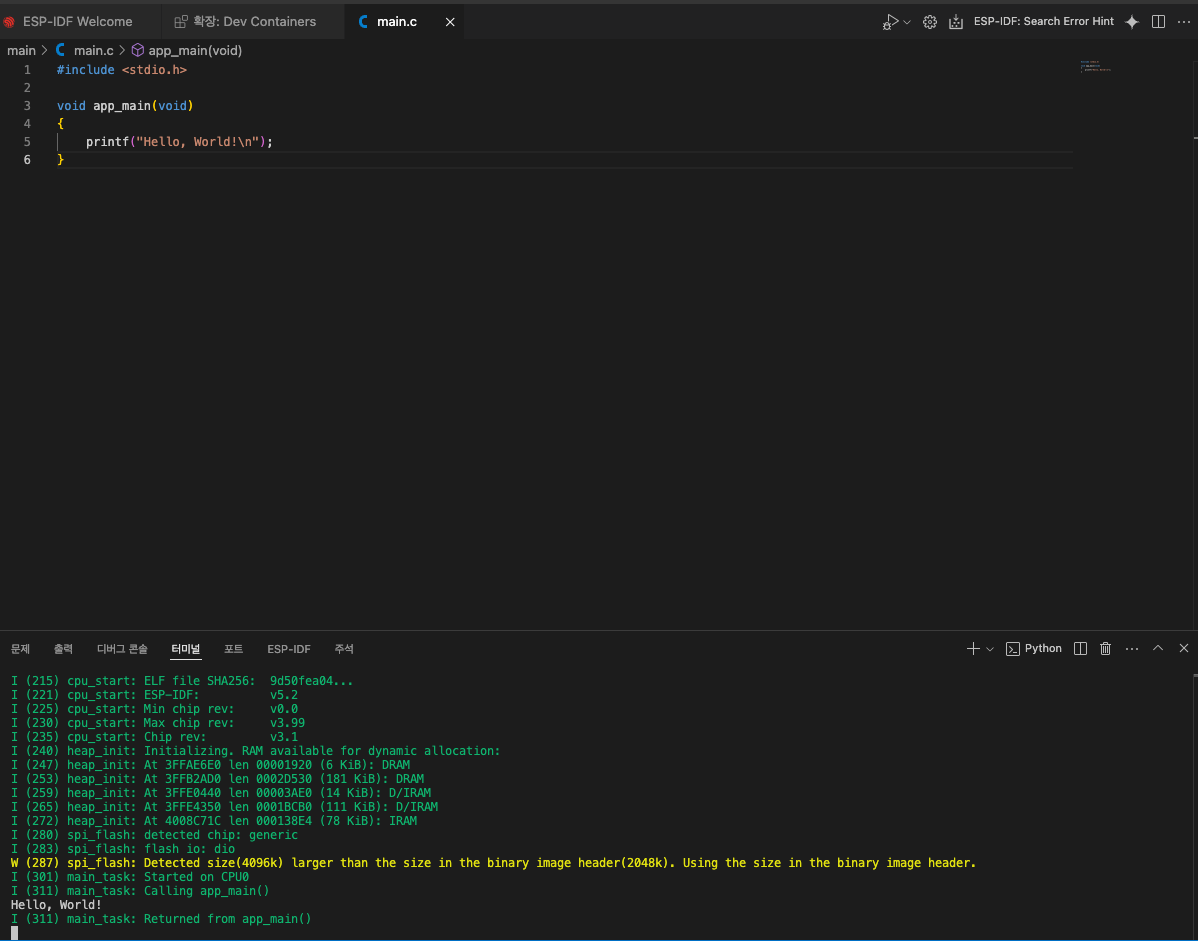 ESP-IDF Welcome 확장: Dev Containers main.c ESP-IDF: Search Error Hint
main > main.c > app_main(void)
1 #include <stdio.h>
2
3 void app_main(void)
4 {
5 printf("Hello, World!\n");
6 }
문제 출력 디버그 콘솔 터미널 포트 ESP-IDF 주석 Python
I (215) cpu_start: ELF file SHA256: 9d50fea04...
I (221) cpu_start: ESP-IDF: v5.2
I (225) cpu_start: Min chip rev: v0.0
I (230) cpu_start: Max chip rev: v3.99
I (235) cpu_start: Chip rev: v3.1
I (240) heap_init: Initializing. RAM available for dynamic allocation:
I (247) heap_init: At 3FFAE6E0 len 00001920 (6 KiB): DRAM
I (253) heap_init: At 3FFB2AD0 len 0002D530 (181 KiB): DRAM
I (259) heap_init: At 3FFE0440 len 00003AE0 (14 KiB): D/IRAM
I (265) heap_init: At 3FFE4350 len 0001BCB0 (111 KiB): D/IRAM
I (272) heap_init: At 4008C71C len 000138E4 (78 KiB): IRAM
I (280) spi_flash: detected chip: generic
I (283) spi_flash: flash io: dio
W (287) spi_flash: Detected size(4096k) larger than the size in the binary image header(2048k). Using the size in the binary image header.
I (301) main_task: Started on CPU0
I (311) main_task: Calling app_main()
Hello, World!
I (311) main_task: Returned from app_main()